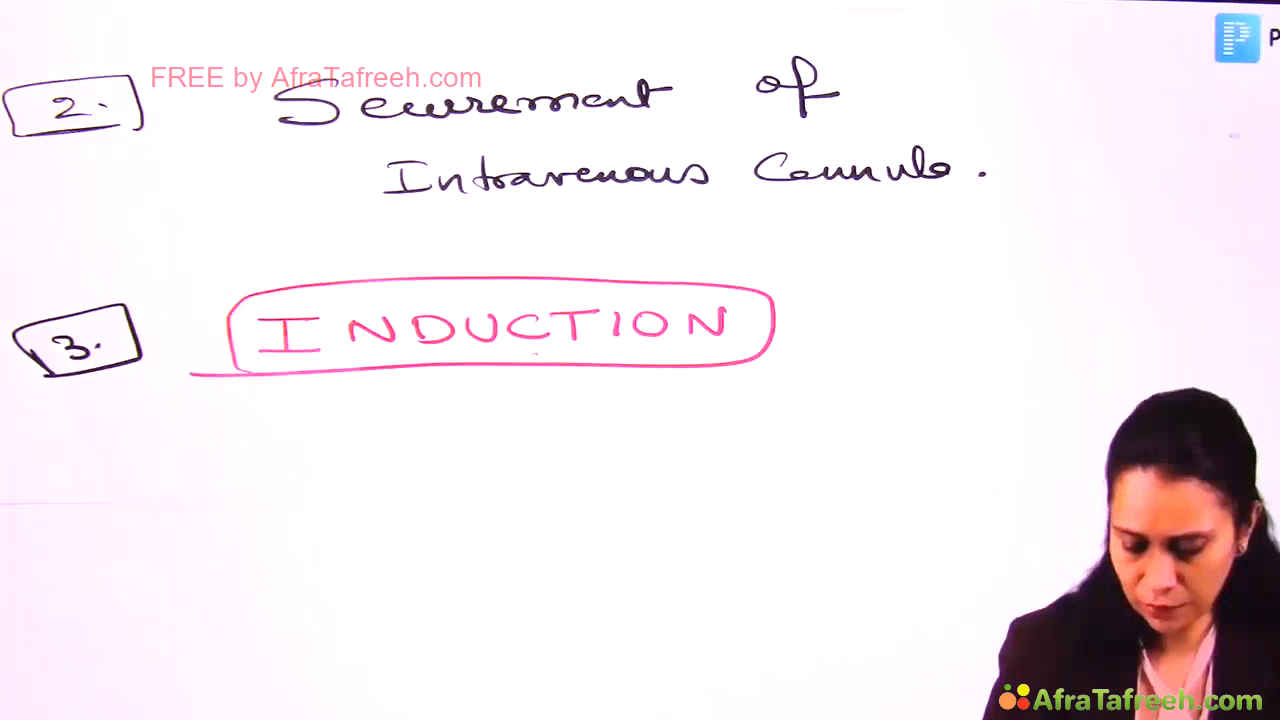 P
FREE by AfraTafreeh.com
2. Securement of
Intravenous Cannula.
3. INDUCTION
AfraTafreeh.com